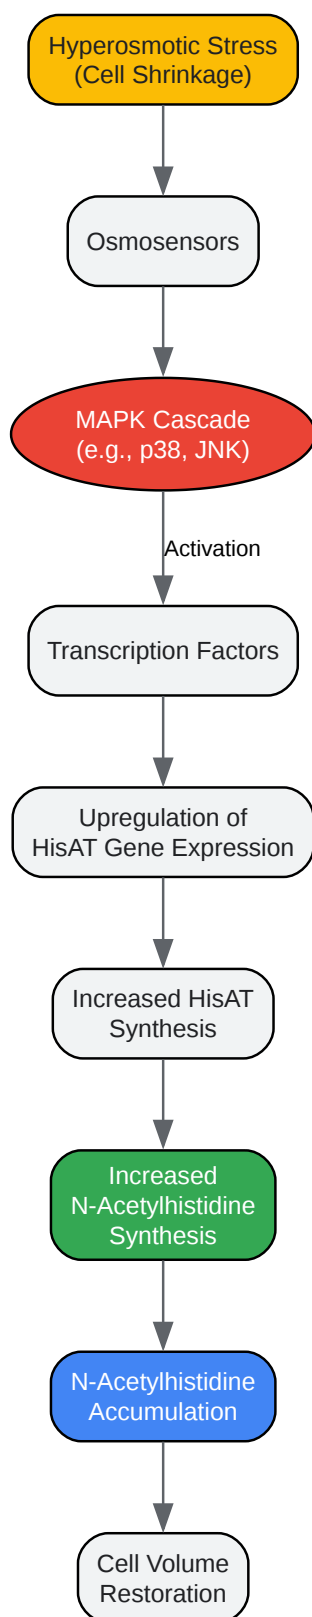 Hyperosmotic Stress
(Cell Shrinkage)
Osmosensors
MAPK Cascade
(e.g., p38, JNK)
Activation
Transcription Factors
Upregulation of
HisAT Gene Expression
Increased HisAT
Synthesis
Increased
N-Acetylhistidine
Synthesis
N-Acetylhistidine
Accumulation
Cell Volume
Restoration